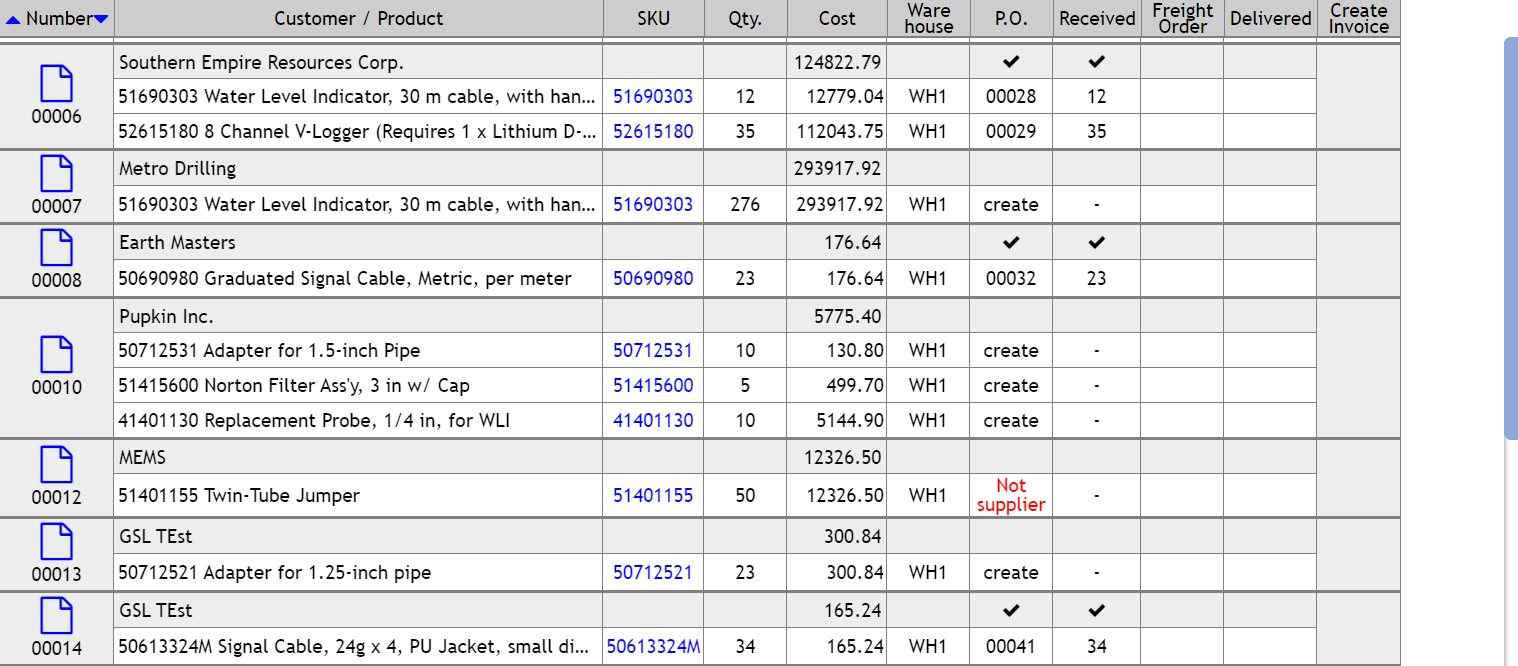 Number Customer / Product SKU Qty. Cost Ware house P.O. Received Freight Order Delivered Create Invoice
Southern Empire Resources Corp. 124822.79 ✔ ✔
00006
51690303 Water Level Indicator, 30 m cable, with han... 51690303 12 12779.04 WH1 00028 12
52615180 8 Channel V-Logger (Requires 1 x Lithium D-... 52615180 35 112043.75 WH1 00029 35
Metro Drilling 293917.92
00007
51690303 Water Level Indicator, 30 m cable, with han... 51690303 276 293917.92 WH1 create -
Earth Masters 176.64 ✔ ✔
00008
50690980 Graduated Signal Cable, Metric, per meter 50690980 23 176.64 WH1 00032 23
Pupkin Inc. 5775.40
00010
50712531 Adapter for 1.5-inch Pipe 50712531 10 130.80 WH1 create -
51415600 Norton Filter Ass'y, 3 in w/ Cap 51415600 5 499.70 WH1 create -
41401130 Replacement Probe, 1/4 in, for WLI 41401130 10 5144.90 WH1 create -
MEMS 12326.50
00012
51401155 Twin-Tube Jumper 51401155 50 12326.50 WH1 Not supplier -
GSL TEst 300.84
00013
50712521 Adapter for 1.25-inch pipe 50712521 23 300.84 WH1 create -
GSL TEst 165.24 ✔ ✔
00014
50613324M Signal Cable, 24g x 4, PU Jacket, small di... 50613324M 34 165.24 WH1 00041 34